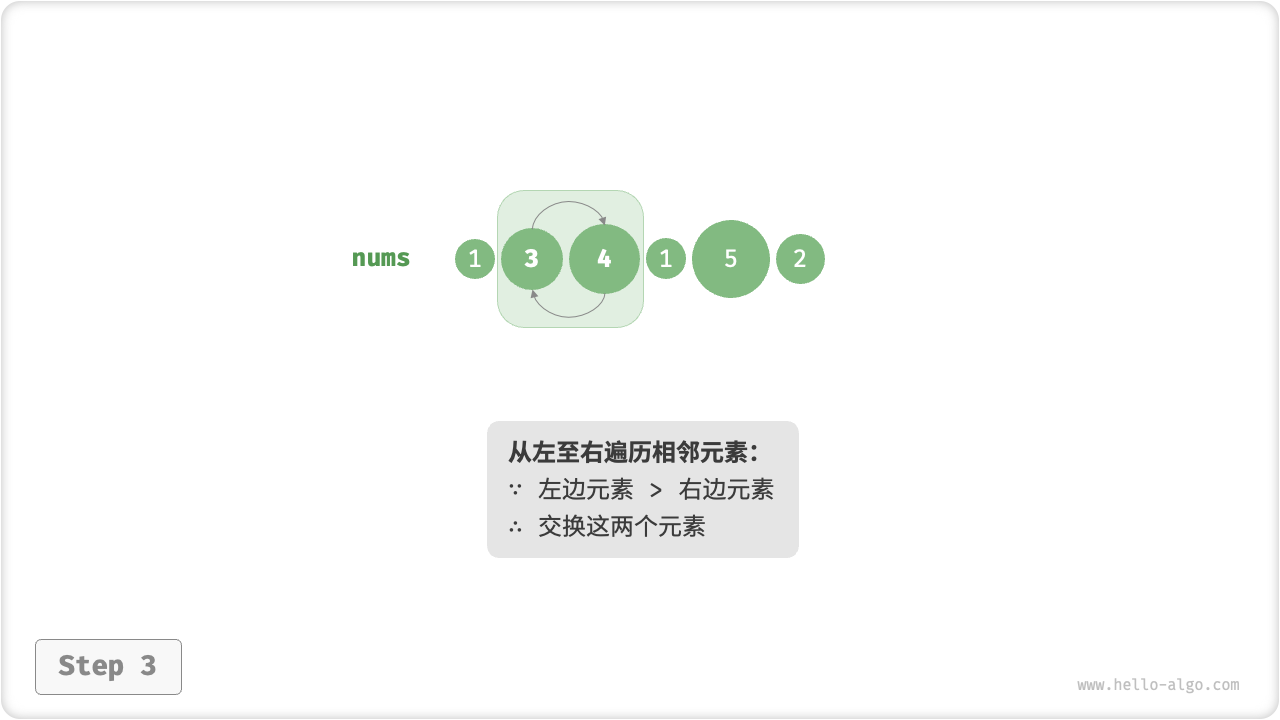 nums 1 3 4 1 5 2
从左至右遍历相邻元素：
∵ 左边元素 > 右边元素
∴ 交换这两个元素
Step 3
www.hello-algo.com